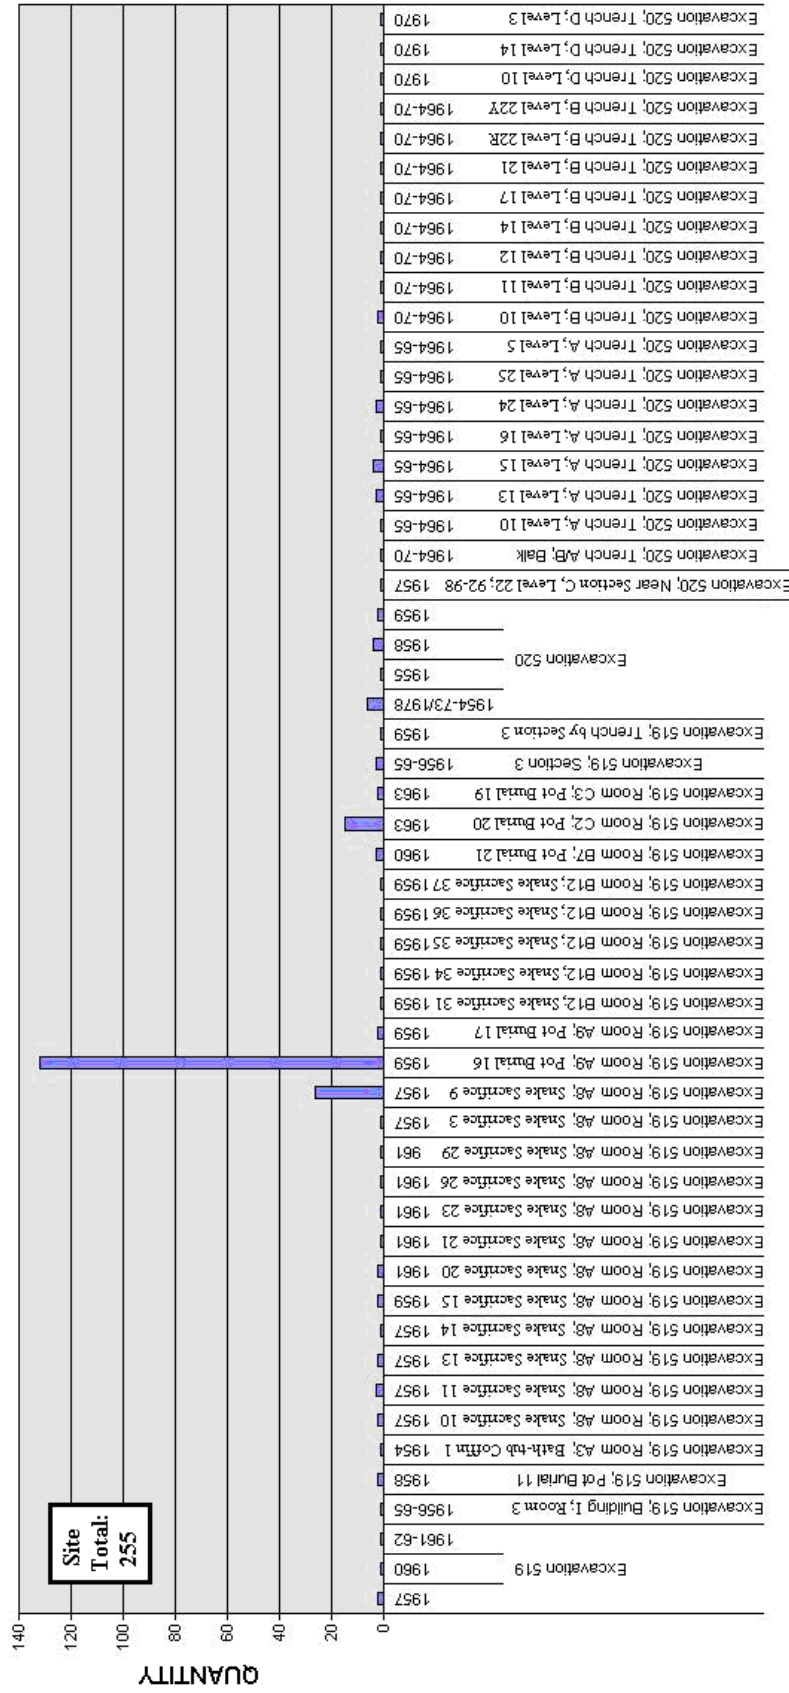 QUANTITY
140
120
100
80
60
40
20
0
Site
Total:
255
Excavation 520; Trench D; Level 3 1970
Excavation 520; Trench D; Level 14 1970
Excavation 520; Trench D; Level 10 1970
Excavation 520; Trench B; Level 22Y 1964-70
Excavation 520; Trench B; Level 22R 1964-70
Excavation 520; Trench B; Level 21 1964-70
Excavation 520; Trench B; Level 17 1964-70
Excavation 520; Trench B; Level 14 1964-70
Excavation 520; Trench B; Level 12 1964-70
Excavation 520; Trench B; Level 11 1964-70
Excavation 520; Trench B; Level 10 1964-70
Excavation 520; Trench A; Level 5 1964-65
Excavation 520; Trench A; Level 25 1964-65
Excavation 520; Trench A; Level 24 1964-65
Excavation 520; Trench A; Level 16 1964-65
Excavation 520; Trench A; Level 15 1964-65
Excavation 520; Trench A; Level 13 1964-65
Excavation 520; Trench A; Level 10 1964-65
Excavation 520; Trench A/B; Balk 1964-70
Excavation 520; Near Section C, Level 22; 92-98 1957
1959
1958
Excavation 520
1955
1954-73/1978
Excavation 519; Trench by Section 3 1959
Excavation 519; Section 3 1956-65
Excavation 519; Room C3; Pot Burial 19 1963
Excavation 519; Room C2; Pot Burial 20 1963
Excavation 519; Room B7; Pot Burial 21 1960
Excavation 519; Room B12; Snake Sacrifice 37 1959
Excavation 519; Room B12; Snake Sacrifice 36 1959
Excavation 519; Room B12; Snake Sacrifice 35 1959
Excavation 519; Room B12; Snake Sacrifice 34 1959
Excavation 519; Room B12; Snake Sacrifice 31 1959
Excavation 519; Room A9; Pot Burial 17 1959
Excavation 519; Room A9; Pot Burial 16 1959
Excavation 519; Room A8; Snake Sacrifice 9 1957
Excavation 519; Room A8; Snake Sacrifice 3 1957
Excavation 519; Room A8; Snake Sacrifice 29 961
Excavation 519; Room A8; Snake Sacrifice 26 1961
Excavation 519; Room A8; Snake Sacrifice 23 1961
Excavation 519; Room A8; Snake Sacrifice 21 1961
Excavation 519; Room A8; Snake Sacrifice 20 1961
Excavation 519; Room A8; Snake Sacrifice 15 1959
Excavation 519; Room A8; Snake Sacrifice 14 1957
Excavation 519; Room A8; Snake Sacrifice 13 1957
Excavation 519; Room A8; Snake Sacrifice 11 1957
Excavation 519; Room A8; Snake Sacrifice 10 1957
Excavation 519; Room A3; Bath-tub Coffin 1 1954
Excavation 519; Pot Burial 11 1958
Excavation 519; Building I; Room 3 1956-65
1961-62
Excavation 519
1960
1957